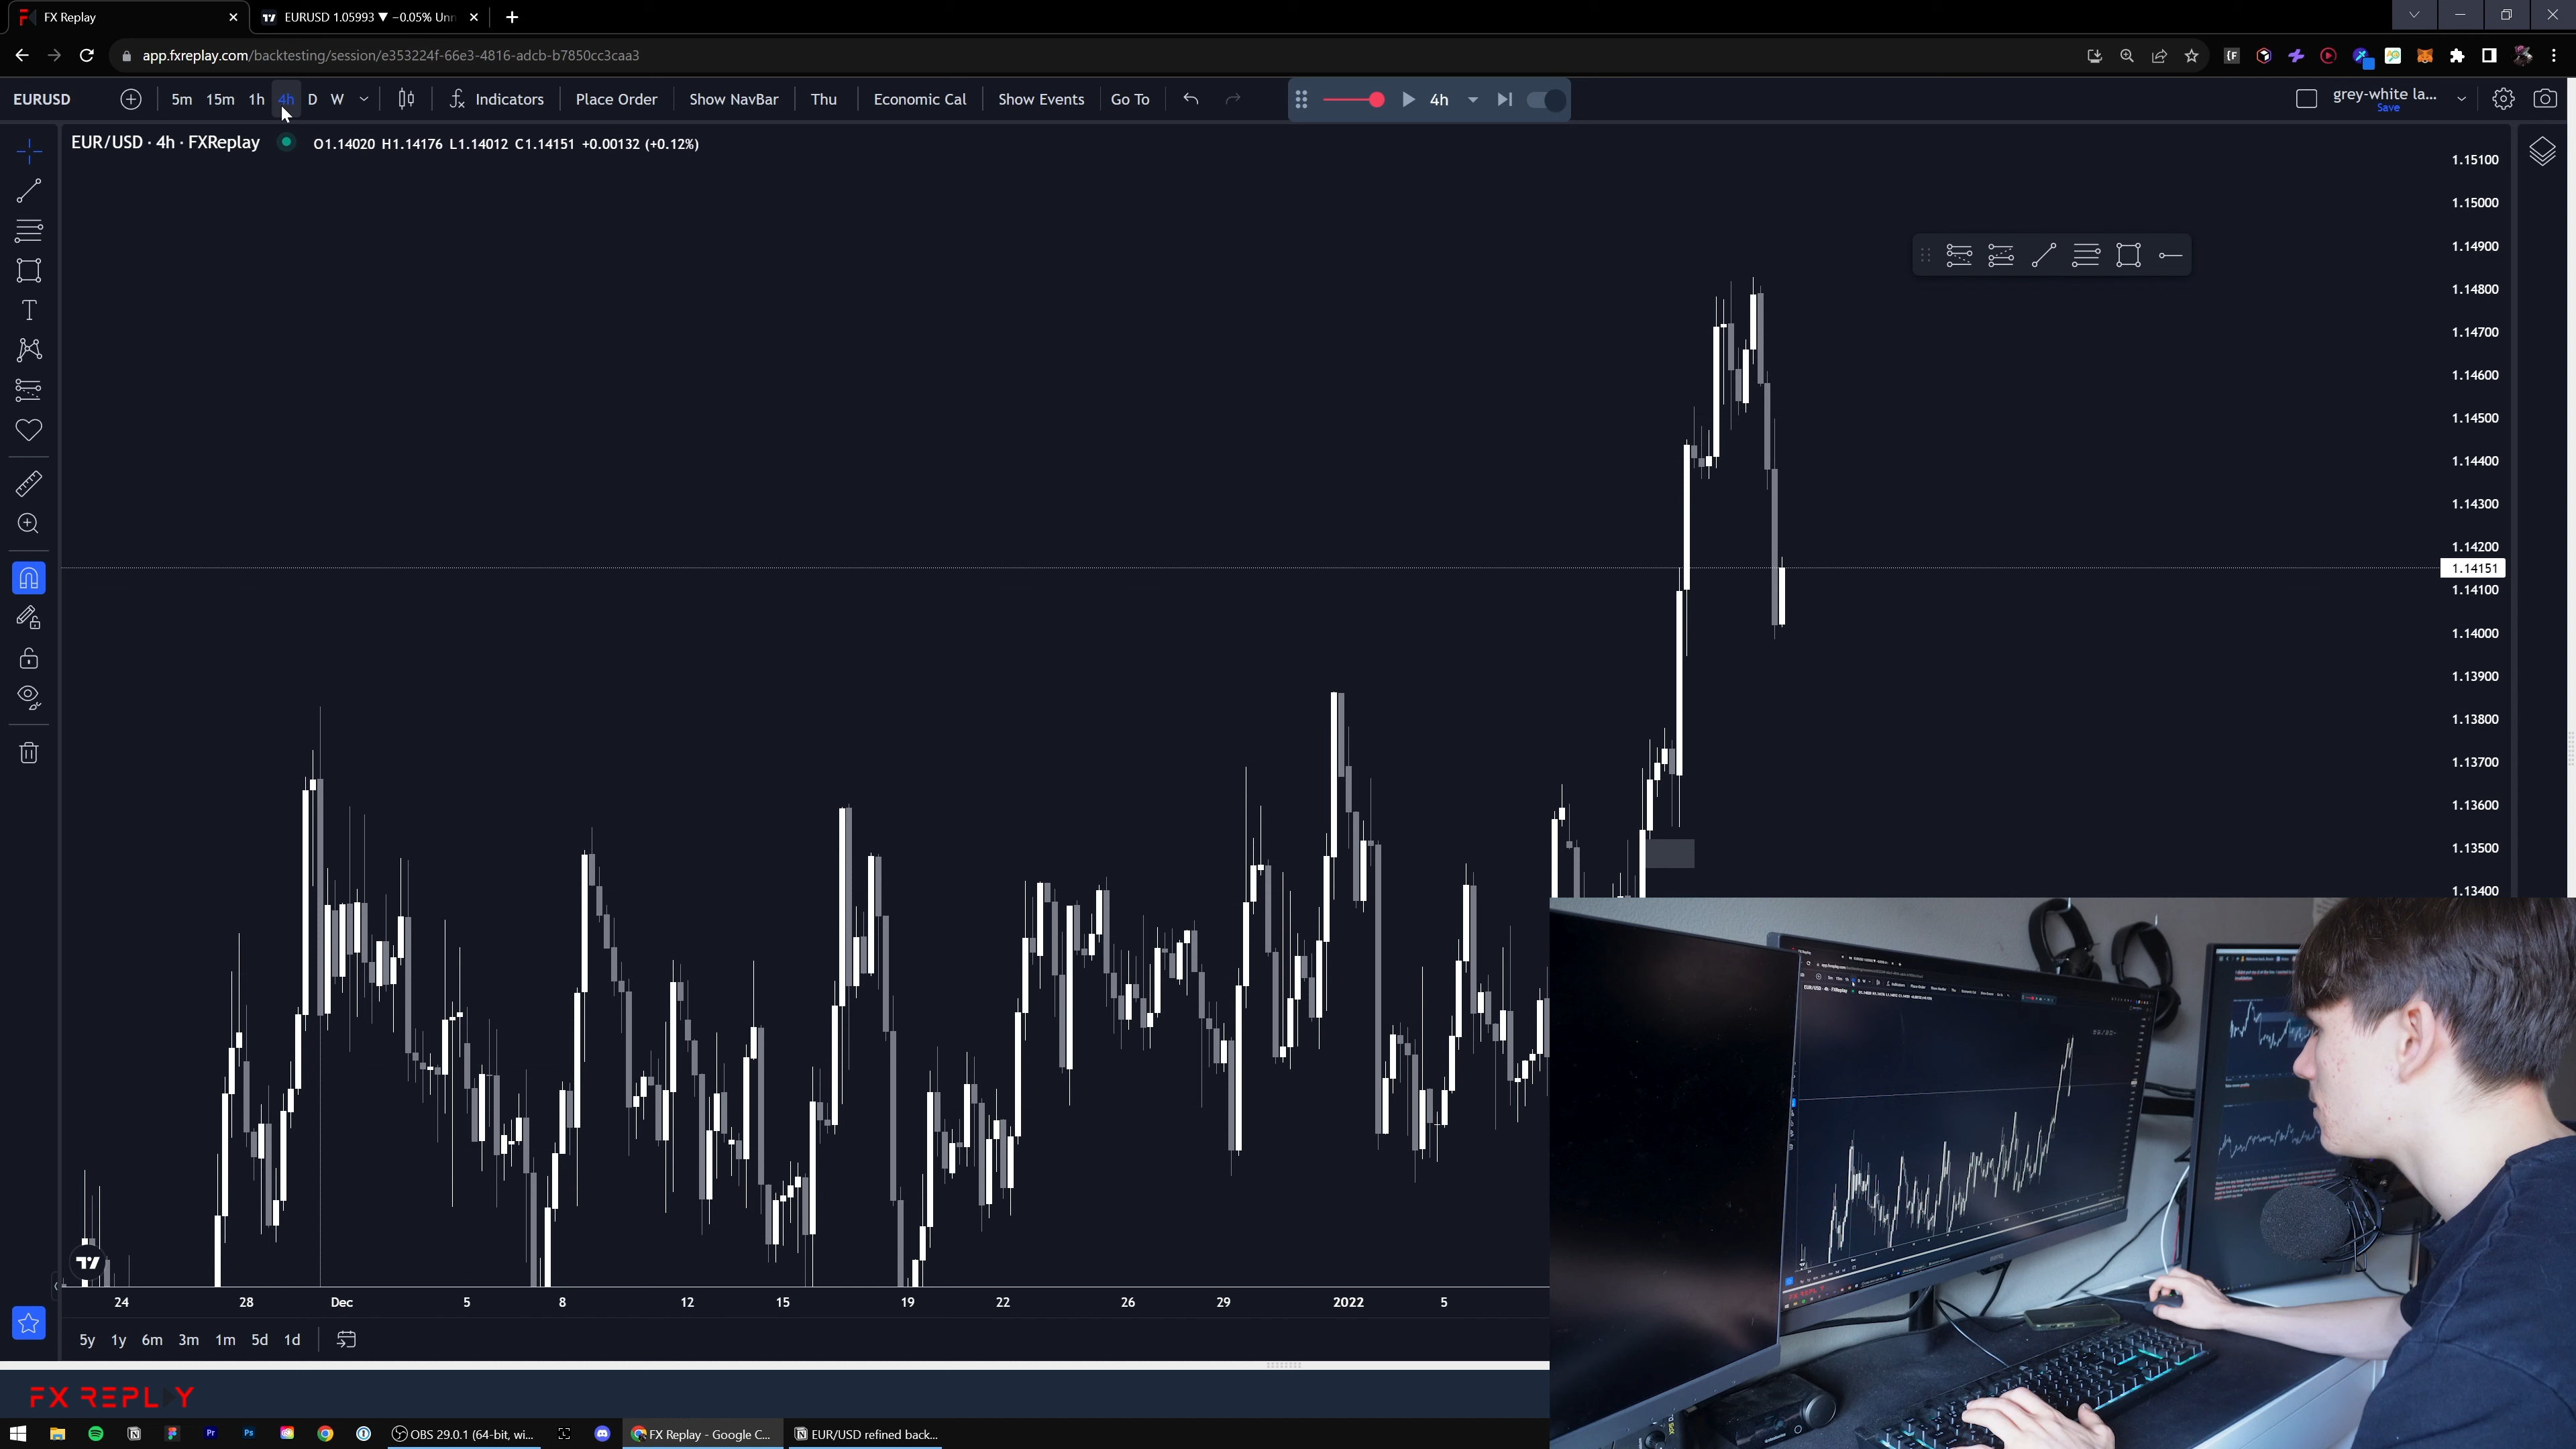 FX Replay
EURUSD 1.05993 ▼ −0.05% Unn
app.fxreplay.com/backtesting/session/e353224f-66e3-4816-adcb-b7850cc3caa3
EURUSD
5m 15m 1h 4h D W
Indicators
Place Order
Show NavBar
Thu
Economic Cal
Show Events
Go To
4h
grey-white la...
Save
EUR/USD · 4h · FXReplay
O1.14020 H1.14176 L1.14012 C1.14151 +0.00132 (+0.12%)
1.15100
1.15000
1.14900
1.14800
1.14700
1.14600
1.14500
1.14400
1.14300
1.14200
1.14151
1.14100
1.14000
1.13900
1.13800
1.13700
1.13600
1.13500
1.13400
24 28 Dec 5 8 12 15 19 22 26 29 2022 5
5y 1y 6m 3m 1m 5d 1d
FX REPLAY
OBS 29.0.1 (64-bit, wi...
FX Replay - Google C...
EUR/USD refined back...